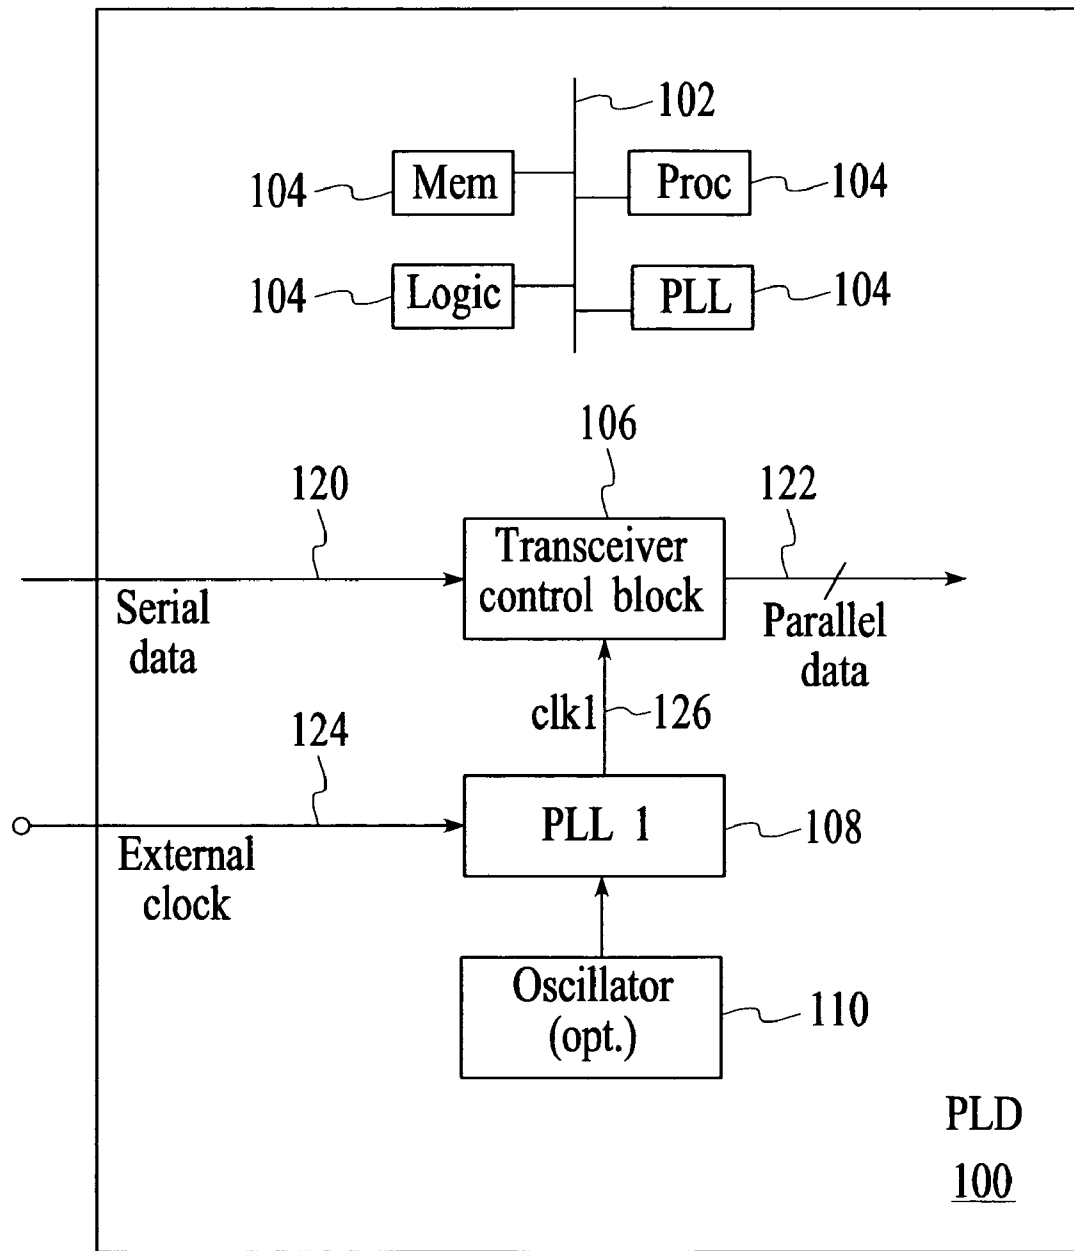 102
104 Mem Proc 104
104 Logic PLL 104
106
120
122
Transceiver
control block
Serial
data
Parallel
data
clk1 126
124
PLL 1 108
External
clock
Oscillator
(opt.)
110
PLD
100